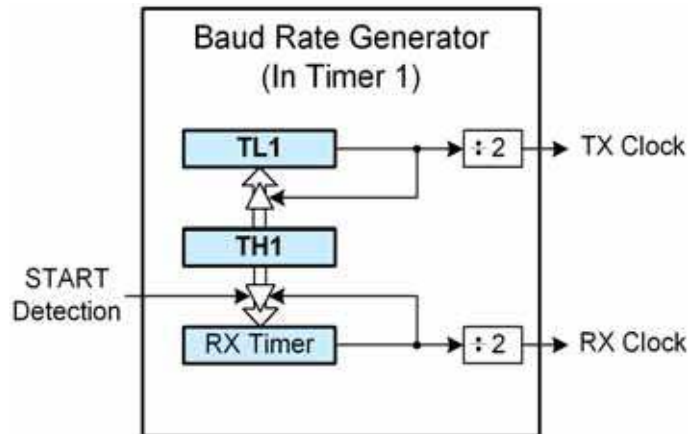 Baud Rate Generator
(In Timer 1)
TL1
: 2
TX Clock
TH1
START
Detection
RX Timer
: 2
RX Clock